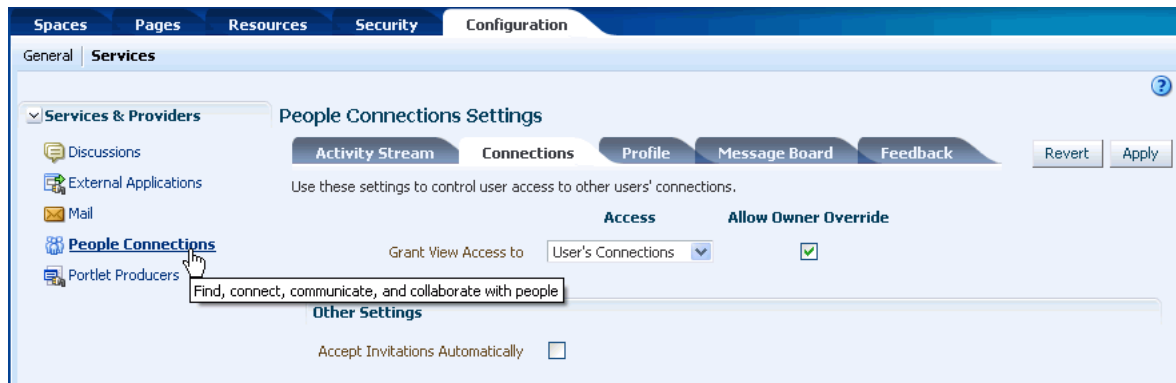 Spaces Pages Resources Security Configuration
General Services
?
Services & Providers
Discussions
External Applications
Mail
People Connections
Portlet Producers
Find, connect, communicate, and collaborate with people
People Connections Settings
Activity Stream Connections Profile Message Board Feedback
Revert Apply
Use these settings to control user access to other users' connections.
Access Allow Owner Override
Grant View Access to User's Connections
Other Settings
Accept Invitations Automatically